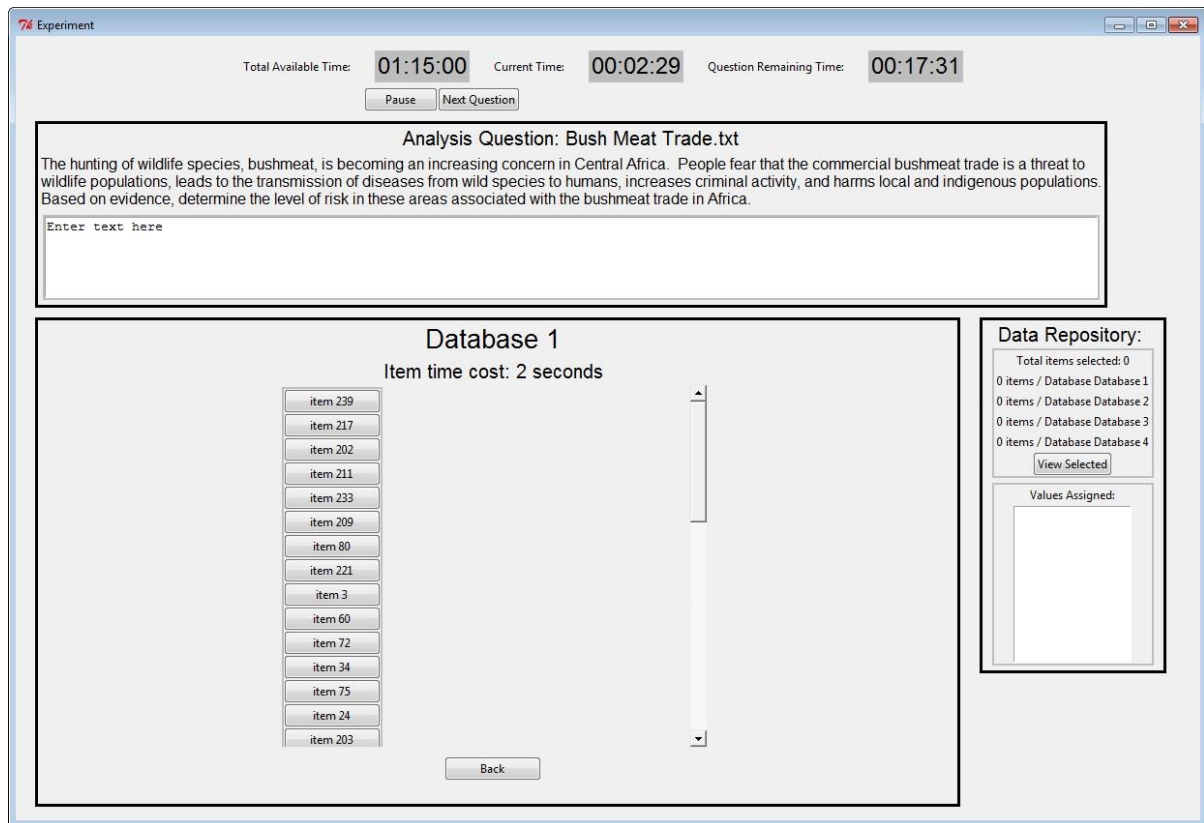 Experiment
Total Available Time: 01:15:00 Current Time: 00:02:29 Question Remaining Time: 00:17:31
Pause Next Question
Analysis Question: Bush Meat Trade.txt
The hunting of wildlife species, bushmeat, is becoming an increasing concern in Central Africa. People fear that the commercial bushmeat trade is a threat to
wildlife populations, leads to the transmission of diseases from wild species to humans, increases criminal activity, and harms local and indigenous populations.
Based on evidence, determine the level of risk in these areas associated with the bushmeat trade in Africa.
Enter text here
Database 1
Item time cost: 2 seconds
item 239
item 217
item 202
item 211
item 233
item 209
item 80
item 221
item 3
item 60
item 72
item 34
item 75
item 24
item 203
Back
Data Repository:
Total items selected: 0
0 items / Database Database 1
0 items / Database Database 2
0 items / Database Database 3
0 items / Database Database 4
View Selected
Values Assigned: